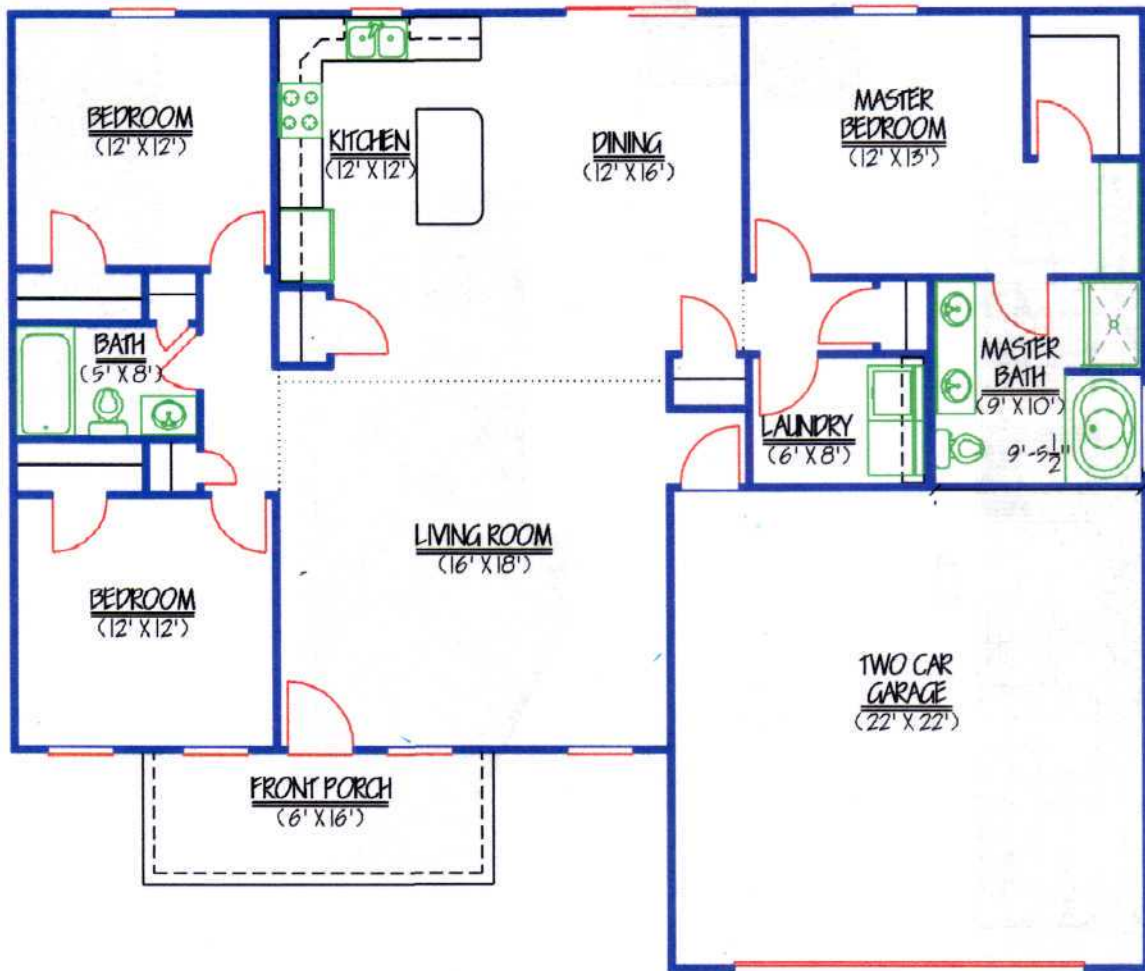 BEDROOM
(12' X 12')
KITCHEN
(12' X 12')
DINING
(12' X 16')
MASTER
BEDROOM
(12' X 13')
BATH
(5' X 8')
MASTER
BATH
(9' X 10')
9'-5 1/2"
LAUNDRY
(6' X 8')
LIVING ROOM
(16' X 18')
BEDROOM
(12' X 12')
TWO CAR
GARAGE
(22' X 22')
FRONT PORCH
(6' X 16')